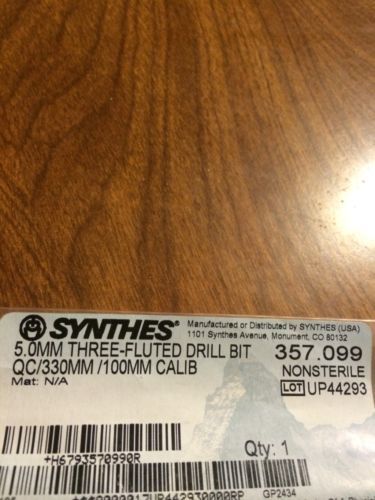 SYNTHES®
Manufactured or Distributed by SYNTHES (USA)
1101 Synthes Avenue, Monument, CO 80132
5.0MM THREE-FLUTED DRILL BIT
357.099
QC/330MM /100MM CALIB
NONSTERILE
Mat: N/A
LOT UP44293
Qty: 1
+H6793570990R
GP2434